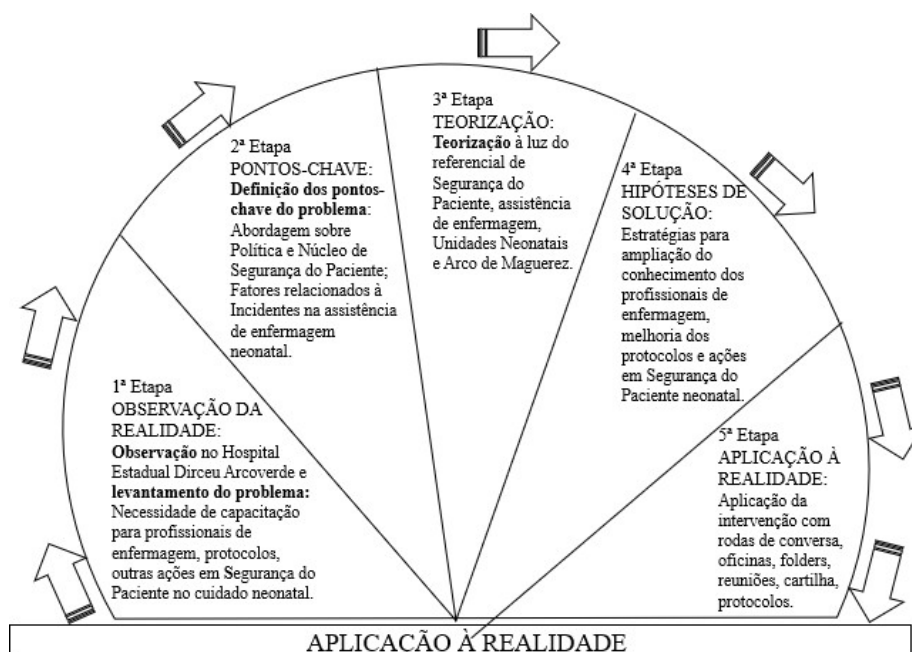 1ª Etapa
OBSERVAÇÃO DA
REALIDADE:
Observação no Hospital
Estadual Dirceu Arcoverde e
levantamento do problema:
Necessidade de capacitação
para profissionais de
enfermagem, protocolos,
outras ações em Segurança do
Paciente no cuidado neonatal.
2ª Etapa
PONTOS-CHAVE:
Definição dos pontos-
chave do problema:
Abordagem sobre
Política e Núcleo de
Segurança do Paciente;
Fatores relacionados à
Incidentes na assistência
de enfermagem
neonatal.
3ª Etapa
TEORIZAÇÃO:
Teorização à luz do
referencial de
Segurança do
Paciente, assistência
de enfermagem,
Unidades Neonatais
e Arco de Maguerez.
4ª Etapa
HIPÓTESES DE
SOLUÇÃO:
Estratégias para
ampliação do
conhecimento dos
profissionais de
enfermagem,
melhoria dos
protocolos e ações
em Segurança do
Paciente neonatal.
5ª Etapa
APLICAÇÃO À
REALIDADE:
Aplicação da
intervenção com
rodas de conversa,
oficinas, folders,
reuniões, cartilha,
protocolos.
APLICAÇÃO À REALIDADE